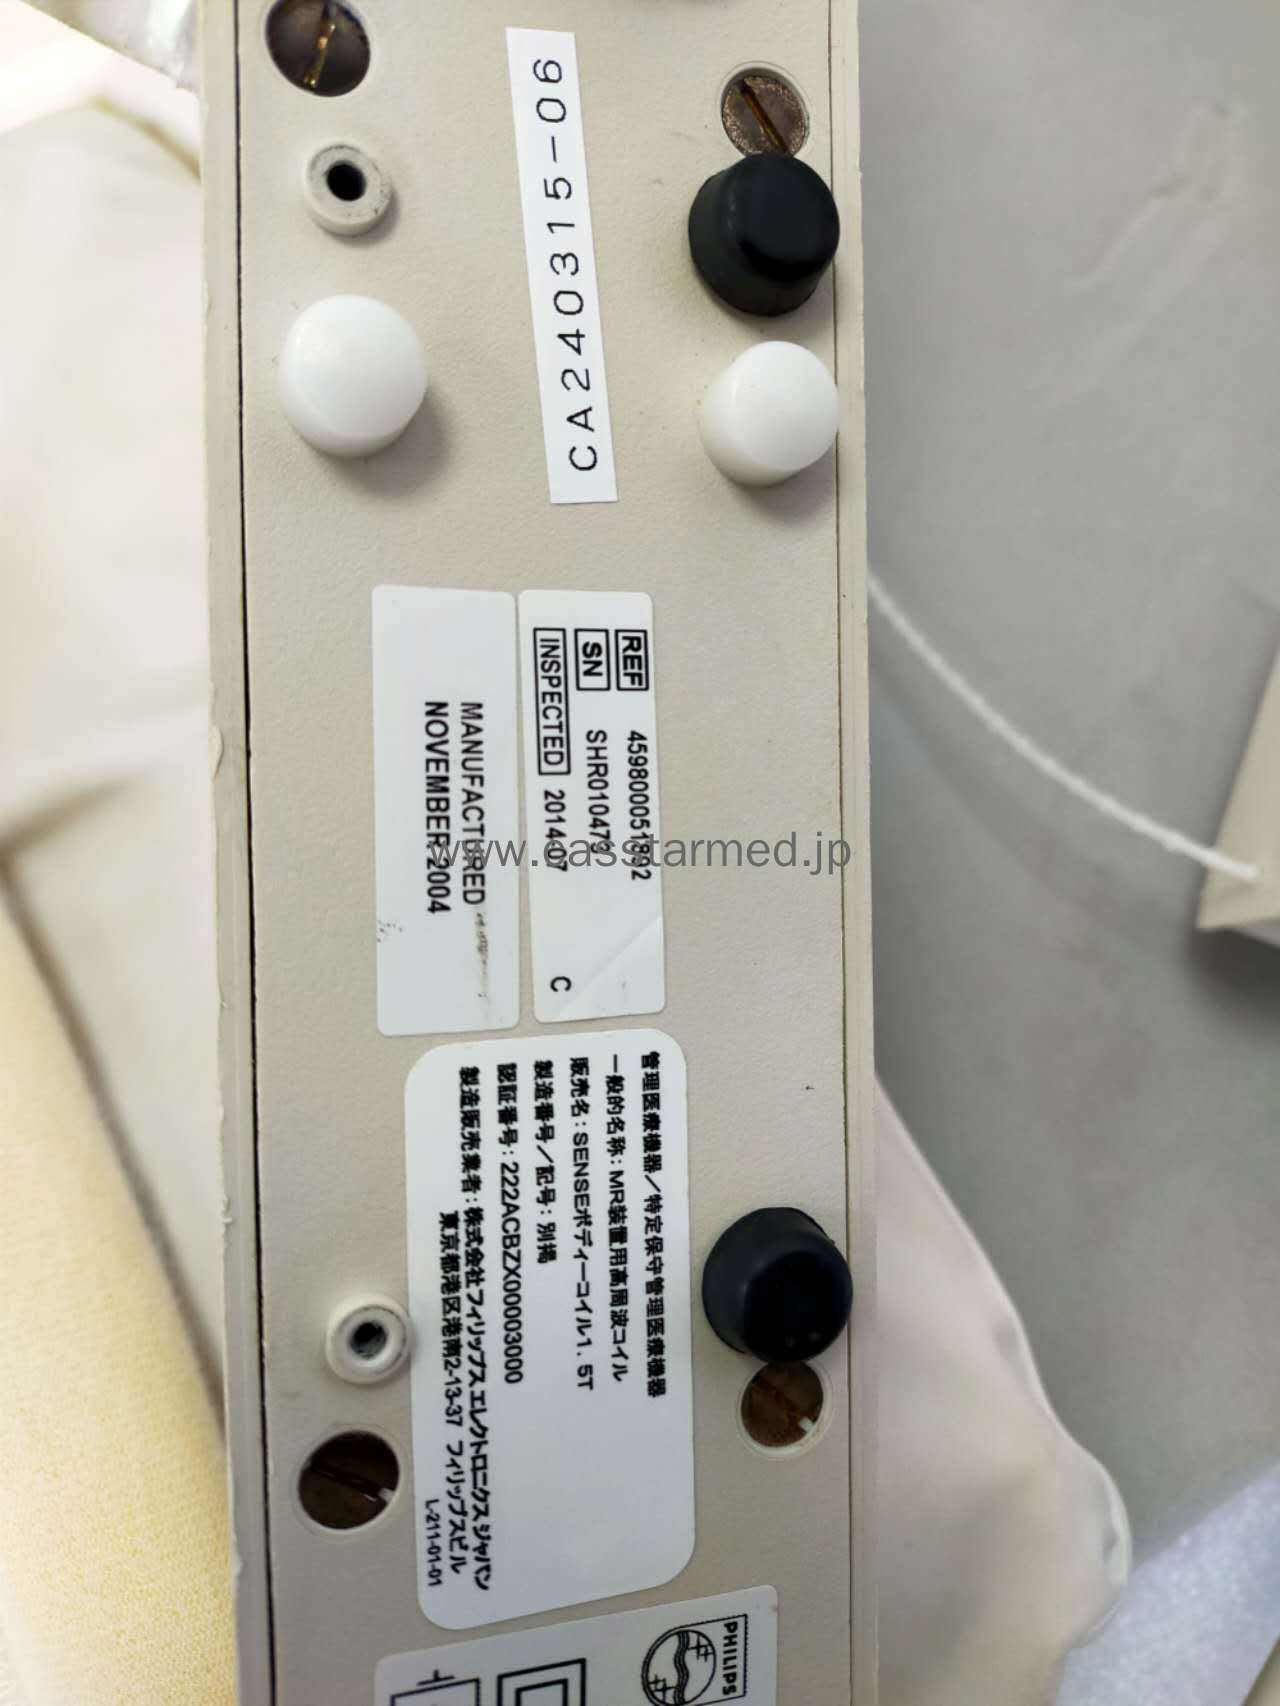 CA240315-06
REF 459800051892
SN SHR010473
INSPECTED 2014-07 C
MANUFACTURED
NOVEMBER 2004
www.easstarmed.jp
管理医療機器／特定保守管理医療機器
一般的名称：MR装置用高周波コイル
販売名：SENSEボディーコイル1.5T
製造番号／記号：別掲
認証番号：222ACBZX00003000
製造販売業者：株式会社フィリップスエレクトロニクスジャパン
東京都港区港南2-13-37 フィリップスビル
L-211-01-01
PHILIPS